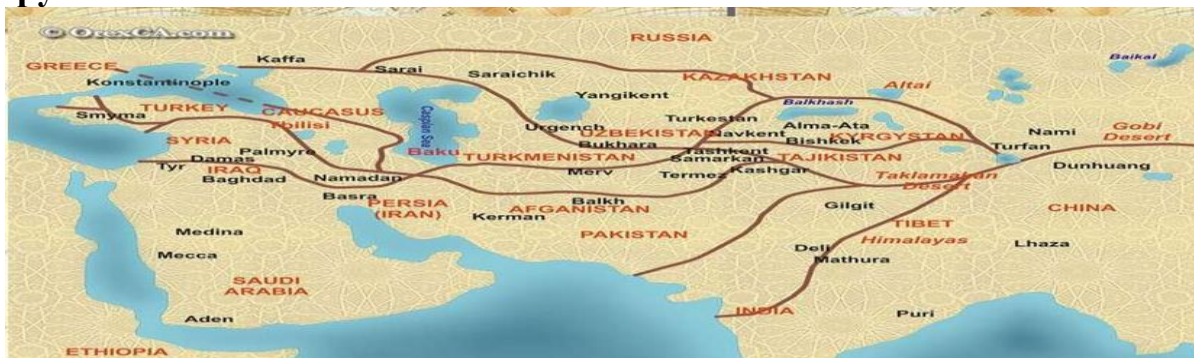 © OrexCA.com
RUSSIA
GREECE
Kaffa
Sarai
Saraichik
KAZAKHSTAN
Altai
Baikal
Konstantinople
Yangikent
Balkhash
Smyrna
TURKEY
CAUCASUS
Caspian Sea
Turkestan
Alma-Ata
Tbilisi
Urgench
UZBEKISTAN
Navkent
KYRGYSTAN
Nami
Gobi
Desert
SYRIA
Palmyre
Baku
Bukhara
Tashkent
Bishkek
Turfan
Damas
TURKMENISTAN
Samarkan
TAJIKISTAN
Dunhuang
Tyr
IRAQ
Baghdad
Namadan
Merv
Termez
Kashgar
Taklamakan
Desert
Basra
PERSIA
(IRAN)
Balkh
Kerman
AFGANISTAN
Gilgit
CHINA
Medina
PAKISTAN
TIBET
Himalayas
Lhaza
Mecca
Deli
Mathura
SAUDI
ARABIA
Aden
INDIA
Puri
ETHIOPIA